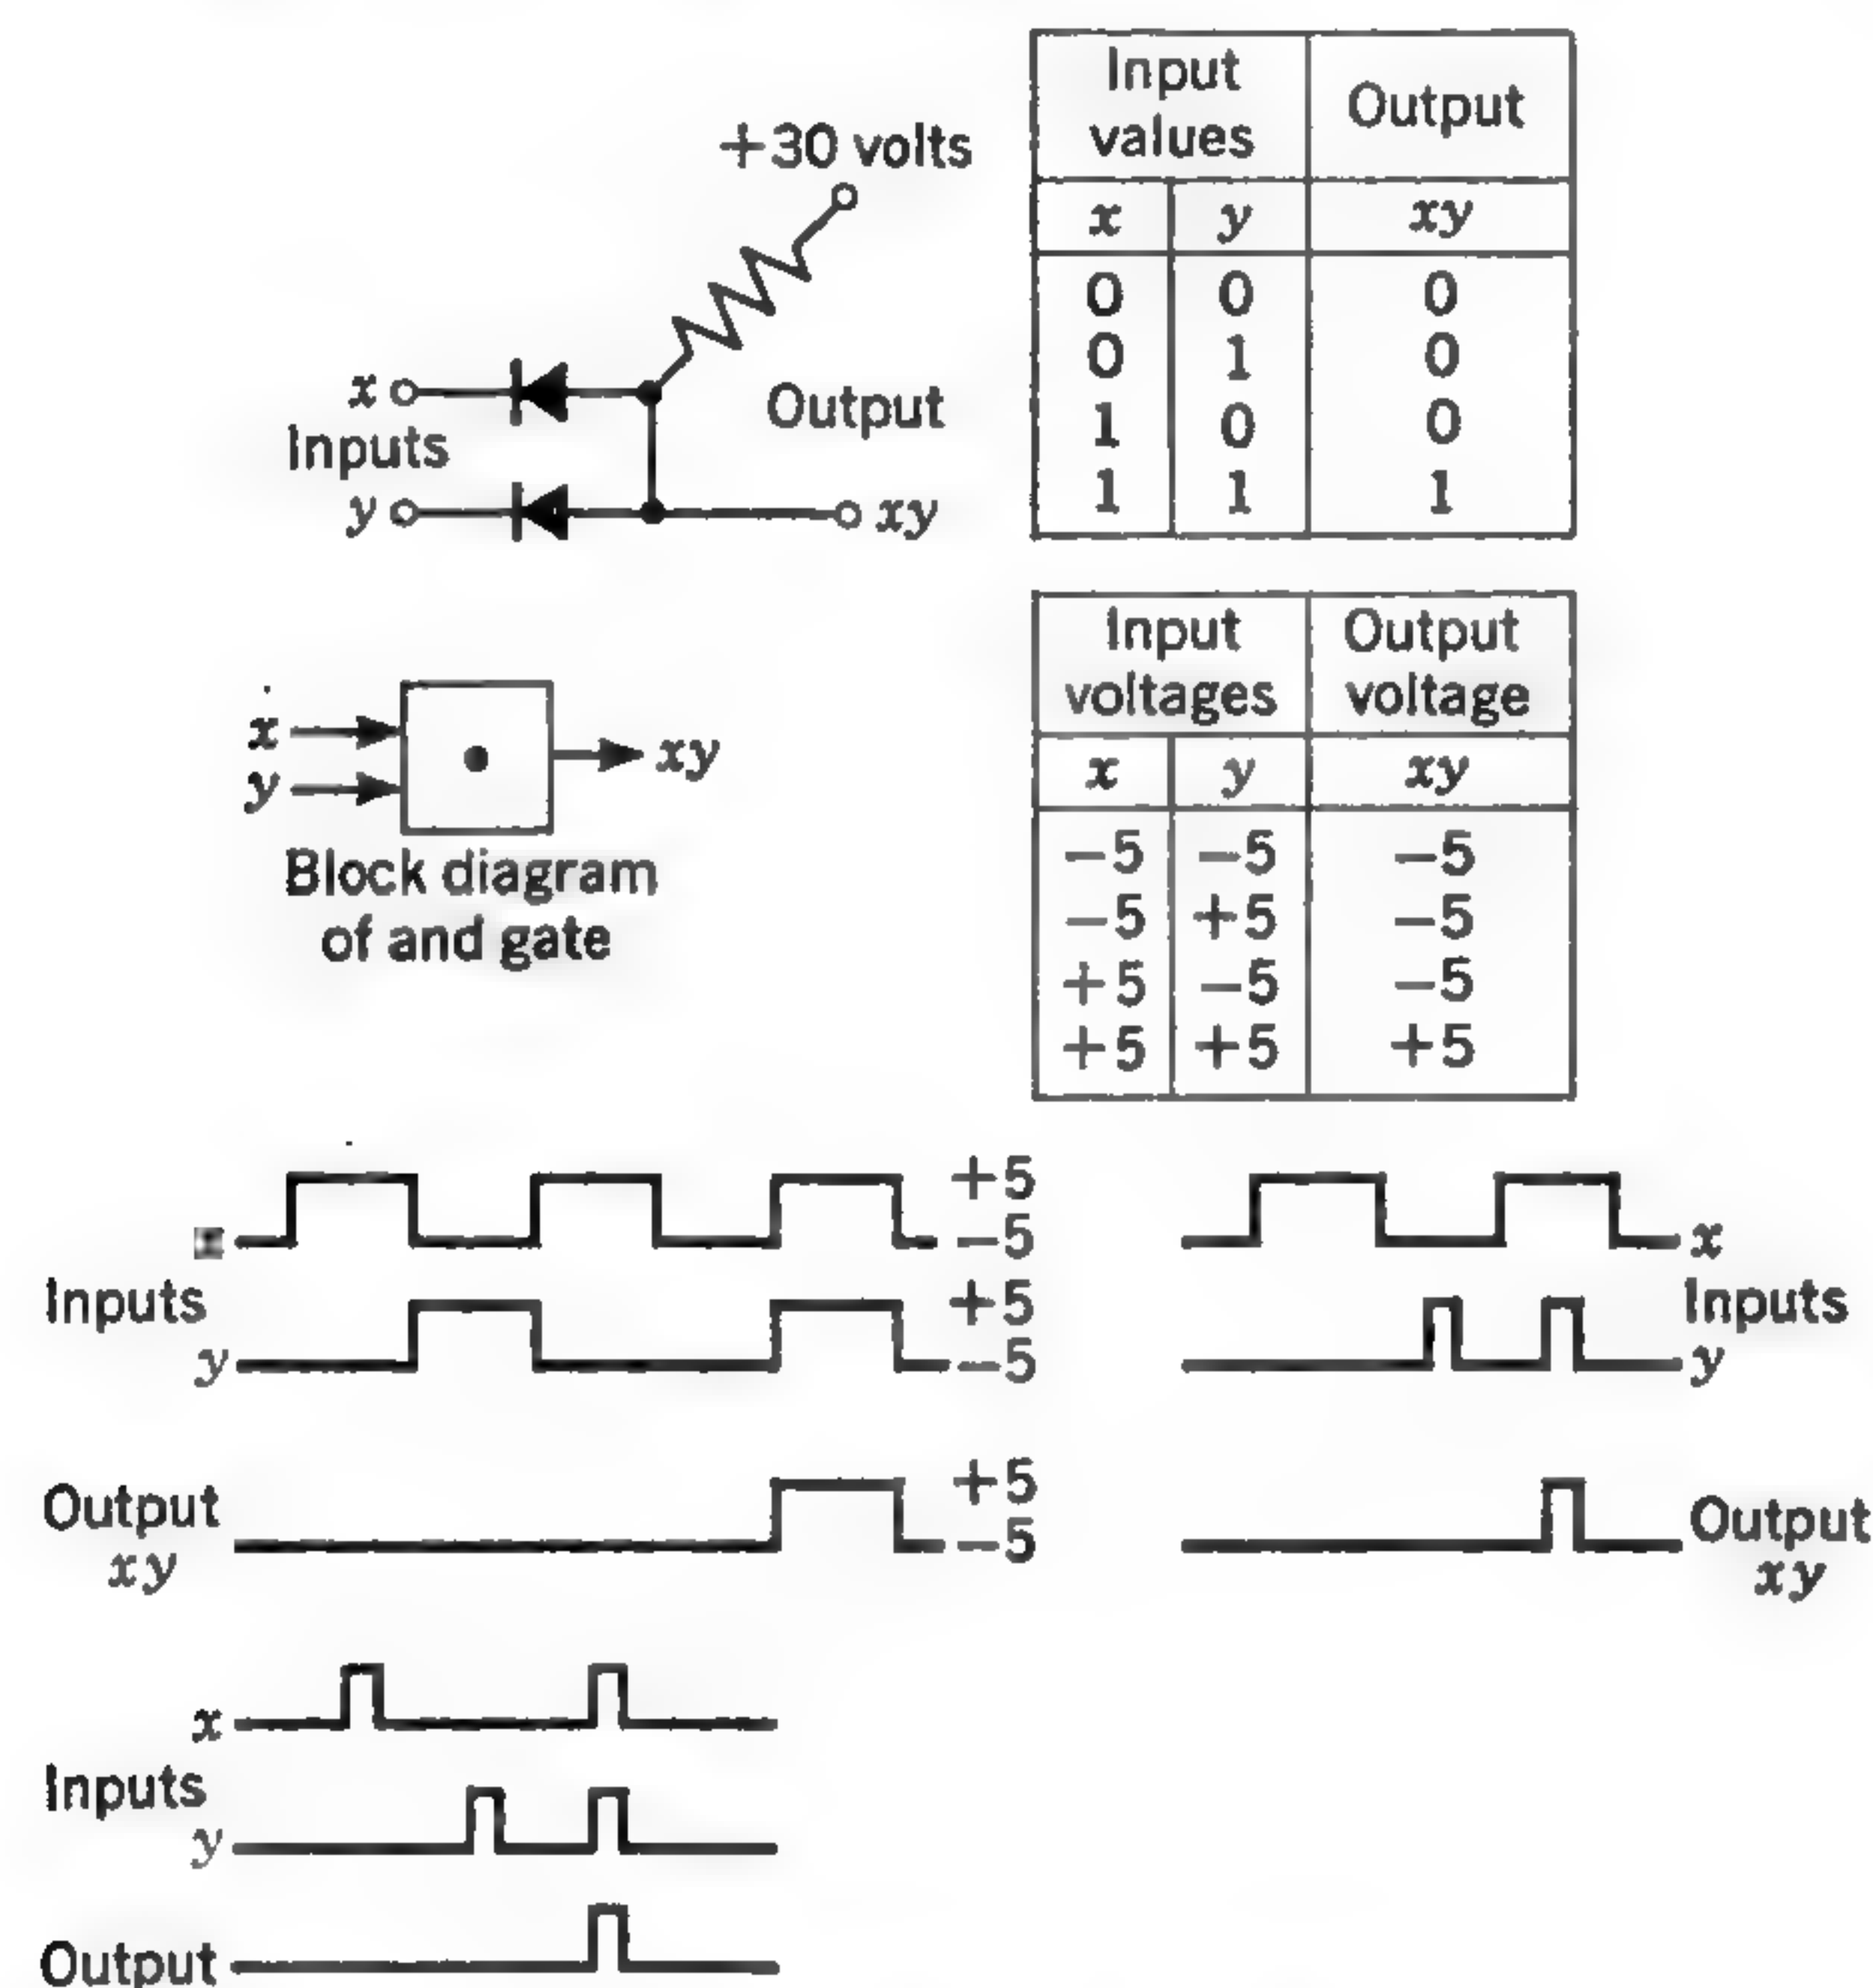 +30 volts
x
Inputs
y
Output
xy
Input values | Output
x | y | xy
0 | 0 | 0
0 | 1 | 0
1 | 0 | 0
1 | 1 | 1
x
y
xy
Block diagram
of and gate
Input voltages | Output voltage
x | y | xy
−5 | −5 | −5
−5 | +5 | −5
+5 | −5 | −5
+5 | +5 | +5
+5
−5
Inputs
+5
y
−5
Output
xy
+5
−5
x
Inputs
y
Output
xy
x
Inputs
y
Output